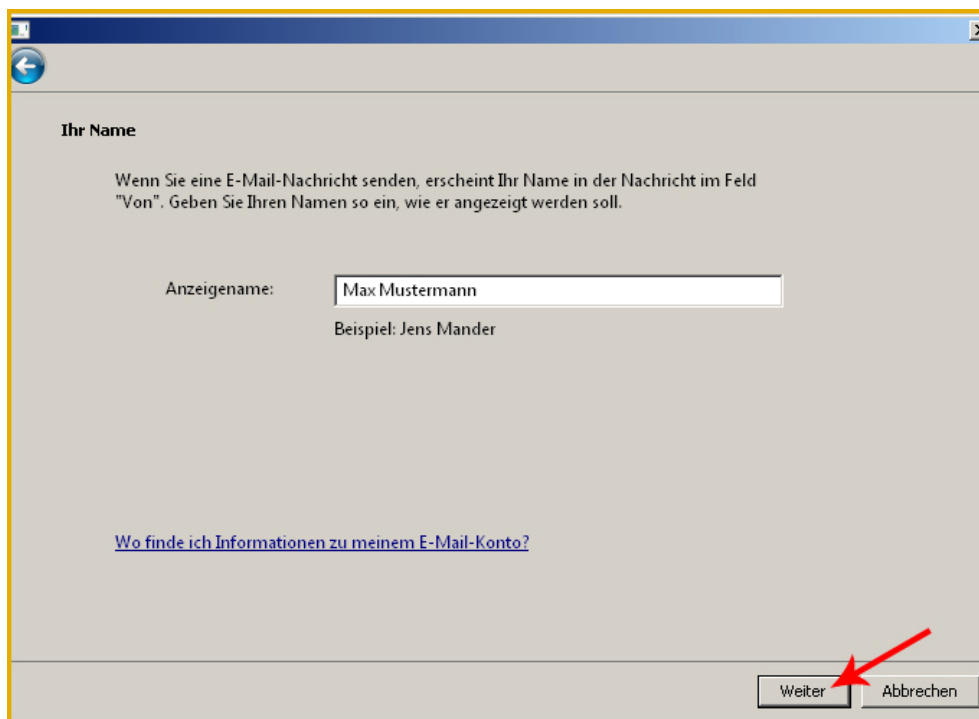 Ihr Name
Wenn Sie eine E-Mail-Nachricht senden, erscheint Ihr Name in der Nachricht im Feld
"Von". Geben Sie Ihren Namen so ein, wie er angezeigt werden soll.
Anzeigename: Max Mustermann
Beispiel: Jens Mander
Wo finde ich Informationen zu meinem E-Mail-Konto?
Weiter Abbrechen